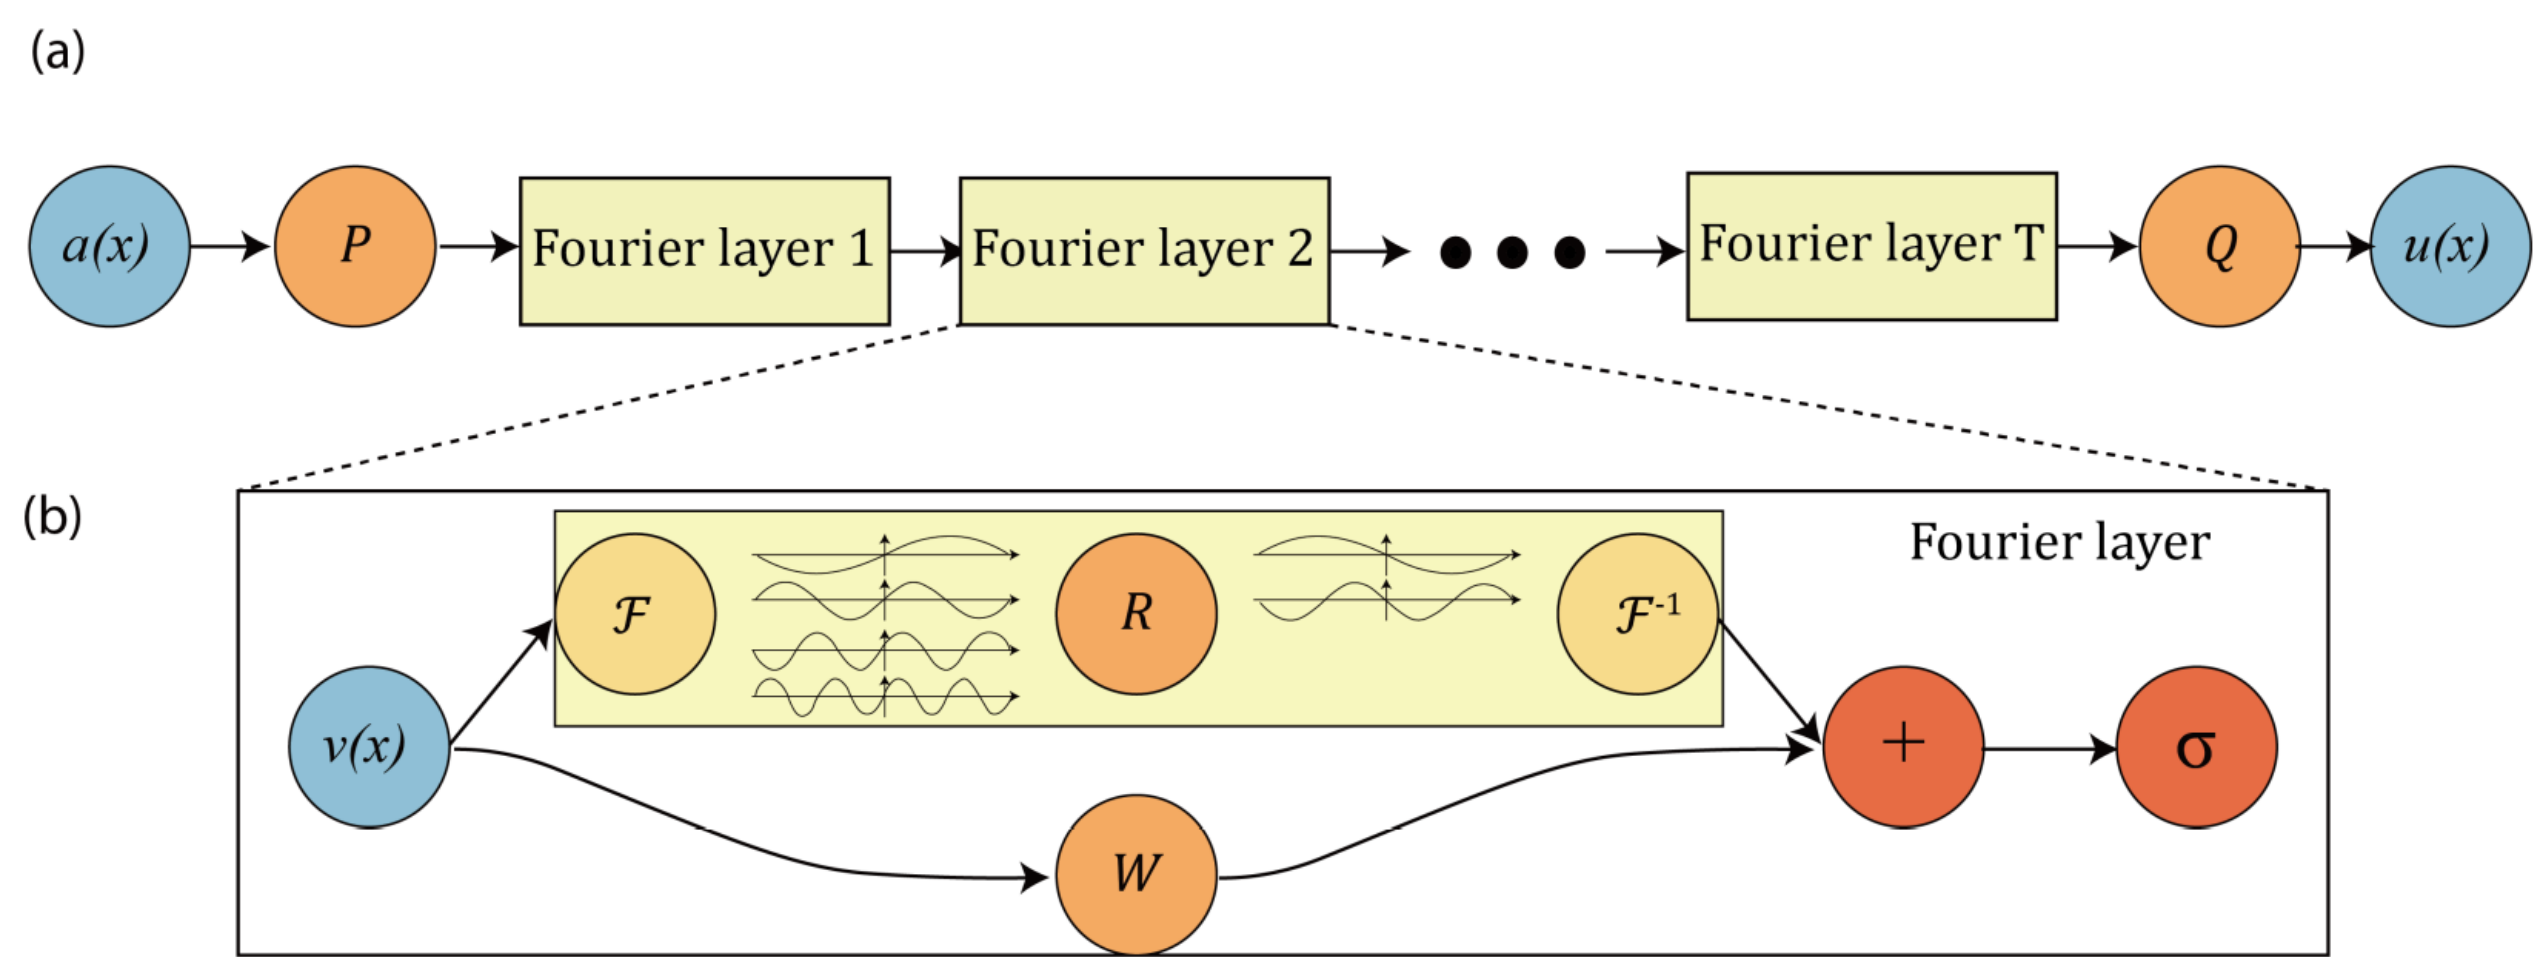 (a)
a(x)
P
Fourier layer 1
Fourier layer 2
Fourier layer T
Q
u(x)
(b)
Fourier layer
v(x)
ℱ
R
ℱ⁻¹
W
+
σ